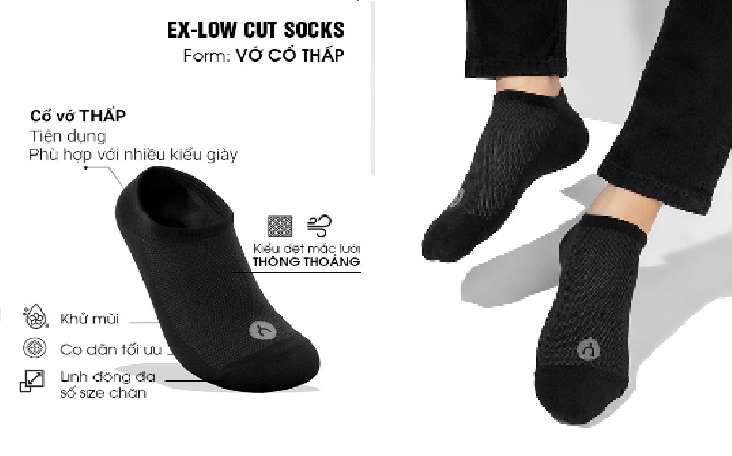 EX-LOW CUT SOCKS
Form: VỚ CỔ THẤP
Cổ vớ THẤP
Tiện dụng
Phù hợp với nhiều kiểu giày
Kiểu dệt mắc lưới
THÔNG THOÁNG
Khử mùi
Co dãn tối ưu
Linh động đa
số size chân